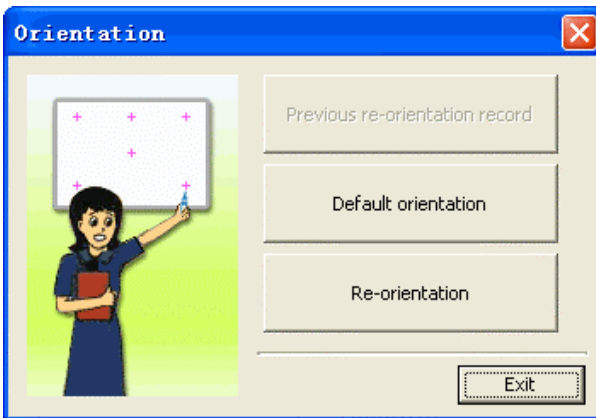 Orientation
Previous re-orientation record
Default orientation
Re-orientation
Exit